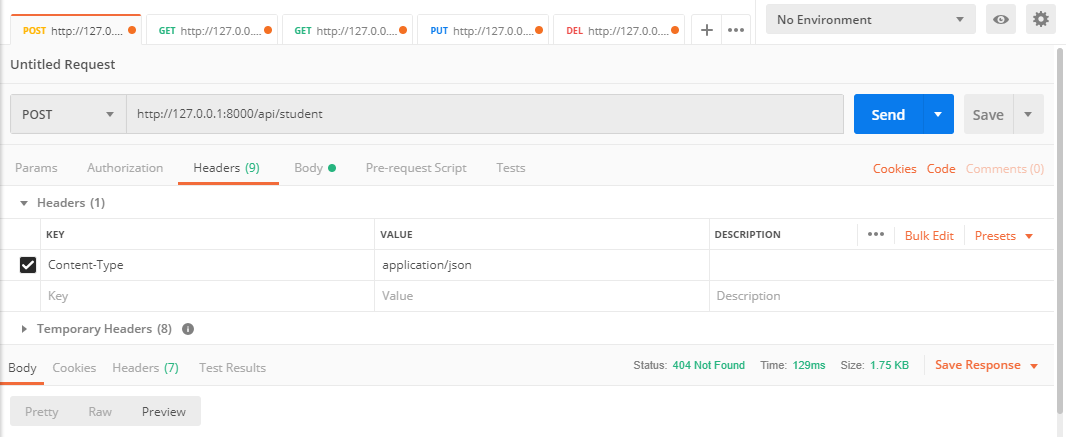 POST http://127.0.... GET http://127.0.0.... GET http://127.0.0.... PUT http://127.0.0.... DEL http://127.0.0.... + ••• No Environment
Untitled Request
POST http://127.0.0.1:8000/api/student Send Save
Params Authorization Headers (9) Body Pre-request Script Tests Cookies Code Comments (0)
Headers (1)
KEY VALUE DESCRIPTION ••• Bulk Edit Presets
Content-Type application/json
Key Value Description
Temporary Headers (8) i
Body Cookies Headers (7) Test Results Status: 404 Not Found Time: 129ms Size: 1.75 KB Save Response
Pretty Raw Preview